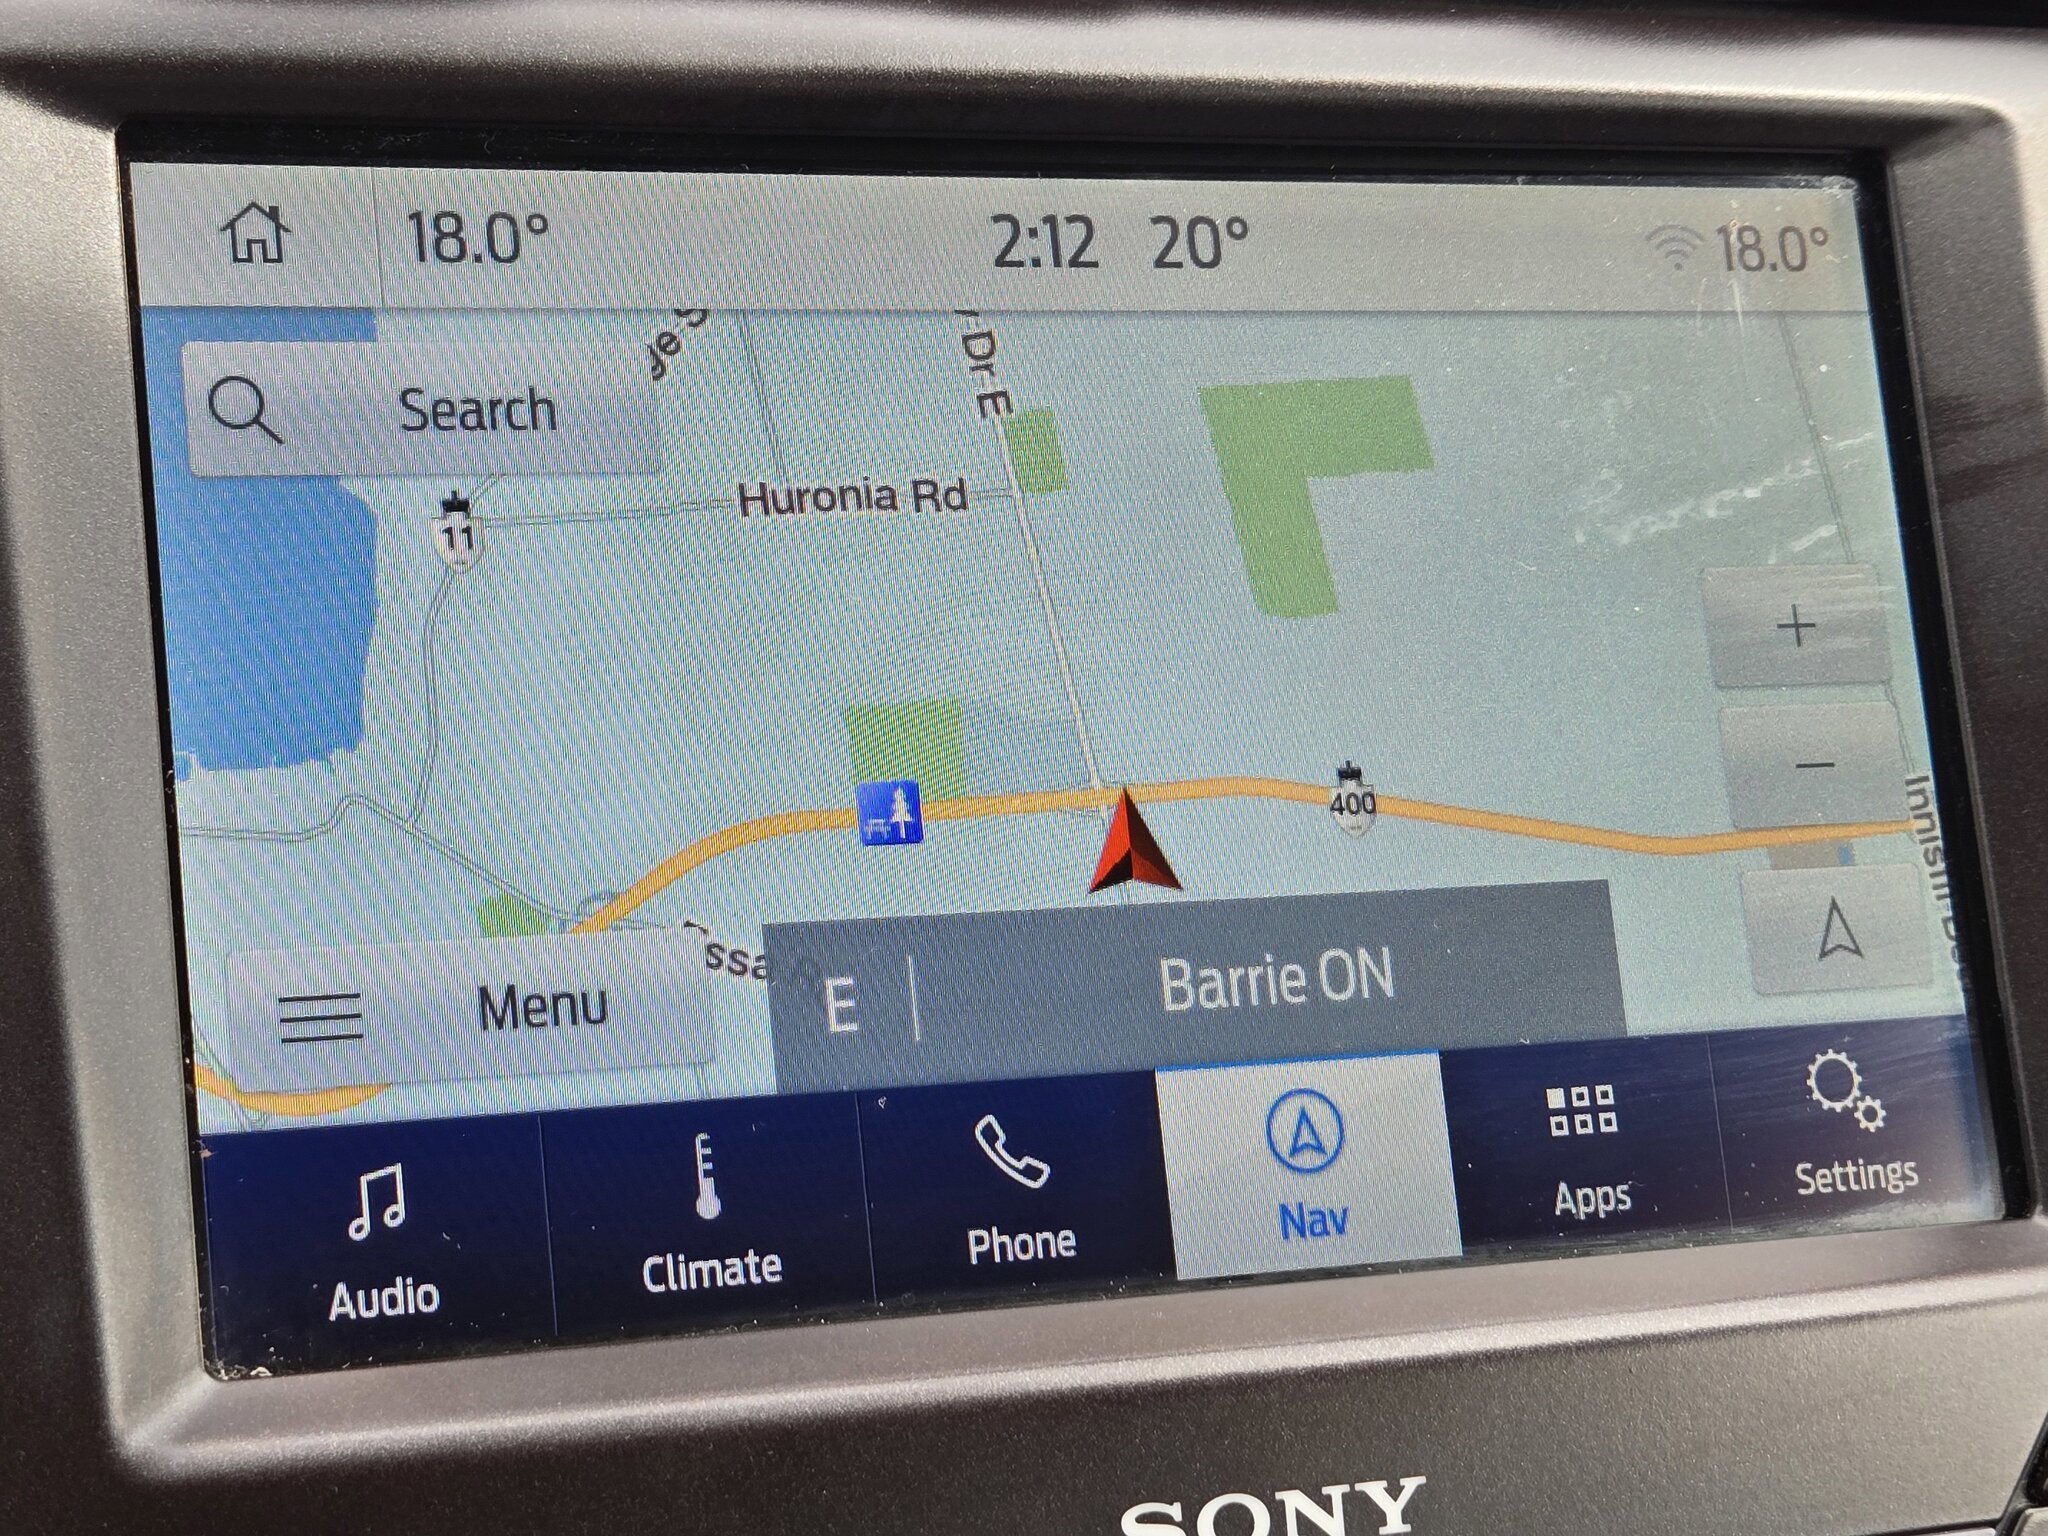 18.0° 2:12 20° 18.0°
Search
Dr E
Huronia Rd
11
+
400
−
E Barrie ON
Menu
Audio Climate Phone Nav Apps Settings
SONY